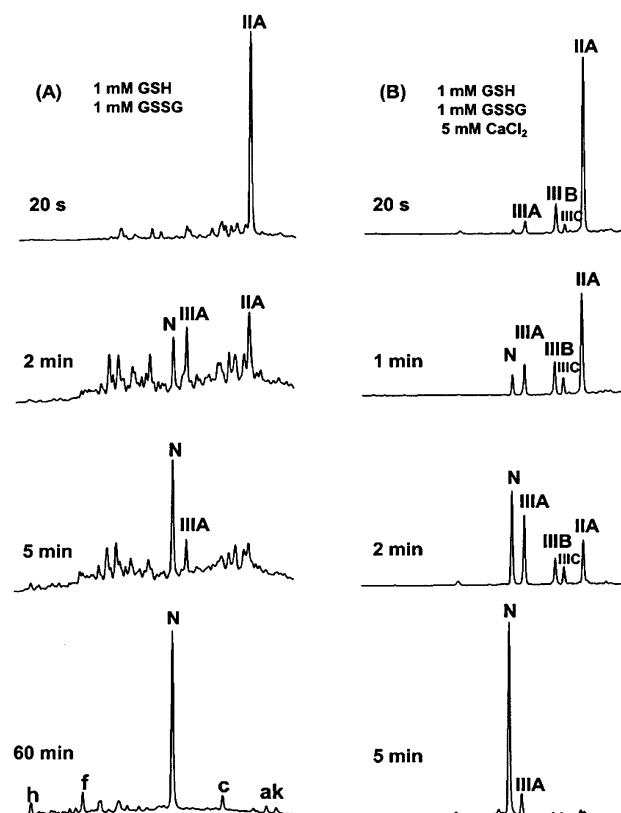 (A)
1 mM GSH
1 mM GSSG
IIA
20 s
2 min
N
IIIA
IIA
5 min
N
IIIA
60 min
h
f
N
c
ak
(B)
1 mM GSH
1 mM GSSG
5 mM CaCl₂
IIA
20 s
IIIA
III B
IIIC
1 min
N
IIIA
IIIB
IIIC
IIA
2 min
N
IIIA
IIIB
IIIC
IIA
5 min
N
IIIA